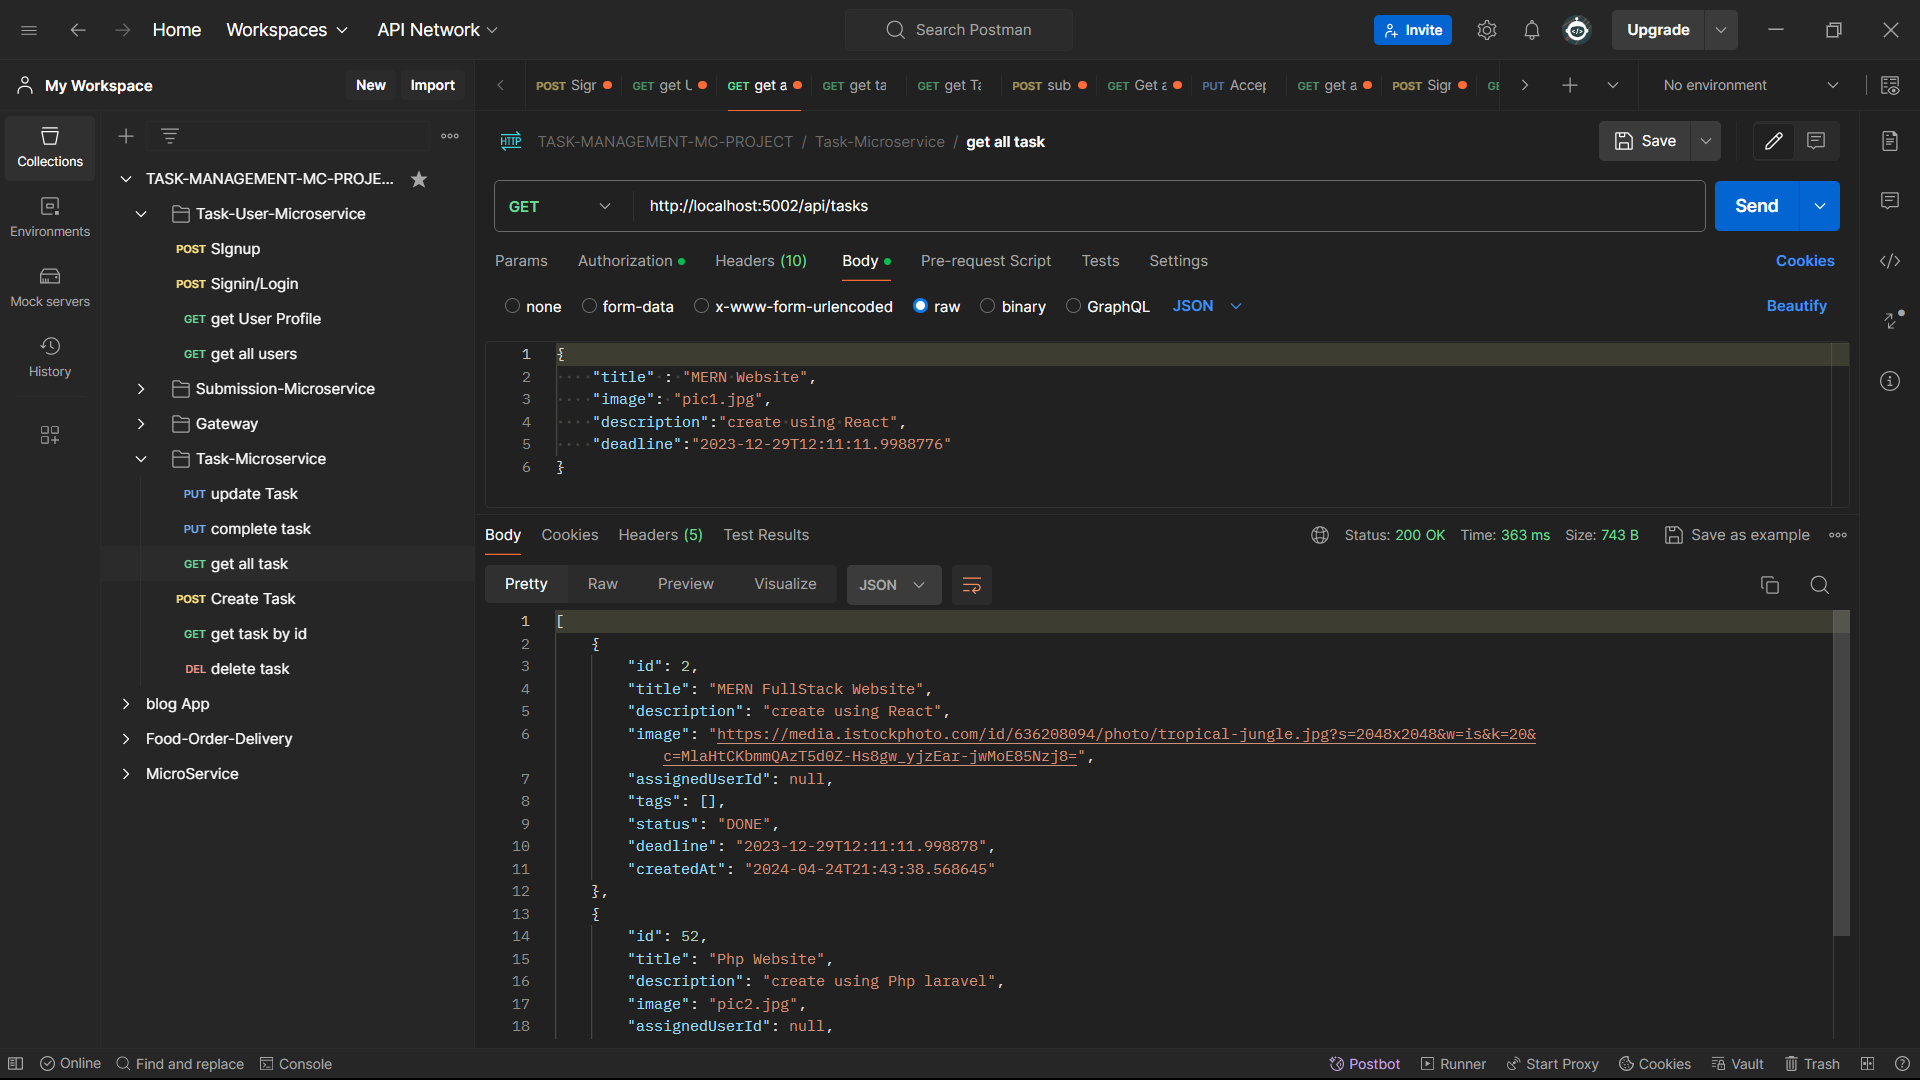 Home Workspaces API Network Search Postman Invite Upgrade
My Workspace New Import POST Sigr GET get U GET get a GET get ta GET get Ta POST sub GET Get a PUT Accep GET get a POST Sigr GE No environment
TASK-MANAGEMENT-MC-PROJECT / Task-Microservice / get all task Save
Collections
Environments
Mock servers
History
TASK-MANAGEMENT-MC-PROJE...
Task-User-Microservice
POST SIgnup
POST Signin/Login
GET get User Profile
GET get all users
Submission-Microservice
Gateway
Task-Microservice
PUT update Task
PUT complete task
GET get all task
POST Create Task
GET get task by id
DEL delete task
blog App
Food-Order-Delivery
MicroService
GET http://localhost:5002/api/tasks Send
Params Authorization Headers (10) Body Pre-request Script Tests Settings Cookies
none form-data x-www-form-urlencoded raw binary GraphQL JSON Beautify
1 {
2 "title" : "MERN Website",
3 "image": "pic1.jpg",
4 "description":"create using React",
5 "deadline":"2023-12-29T12:11:11.9988776"
6 }
Body Cookies Headers (5) Test Results Status: 200 OK Time: 363 ms Size: 743 B Save as example
Pretty Raw Preview Visualize JSON
1 [
2 {
3 "id": 2,
4 "title": "MERN FullStack Website",
5 "description": "create using React",
6 "image": "https://media.istockphoto.com/id/636208094/photo/tropical-jungle.jpg?s=2048x2048&w=is&k=20&
c=MlaHtCKbmmQAzT5d0Z-Hs8gw_yjzEar-jwMoE85Nzj8=",
7 "assignedUserId": null,
8 "tags": [],
9 "status": "DONE",
10 "deadline": "2023-12-29T12:11:11.998878",
11 "createdAt": "2024-04-24T21:43:38.568645"
12 },
13 {
14 "id": 52,
15 "title": "Php Website",
16 "description": "create using Php laravel",
17 "image": "pic2.jpg",
18 "assignedUserId": null,
Online Find and replace Console Postbot Runner Start Proxy Cookies Vault Trash